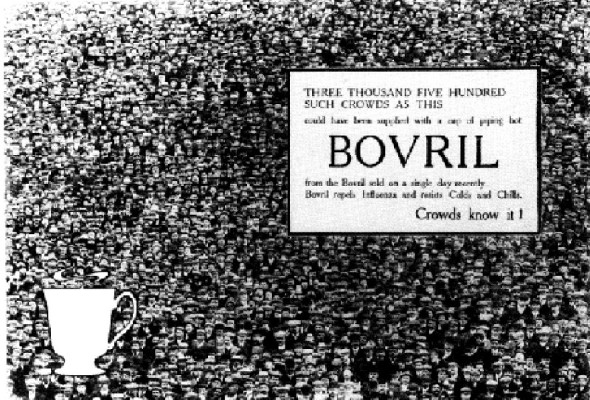 THREE THOUSAND FIVE HUNDRED
SUCH CROWDS AS THIS
could have been supplied with a cup of piping hot
BOVRIL
from the Bovril sold on a single day recently.
Bovril repels Influenza and resists Colds and Chills.
Crowds know it!